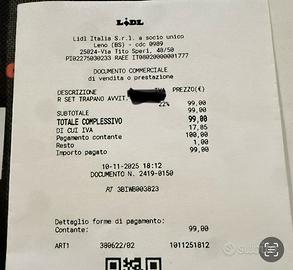 LIDL
Lidl Italia S.r.l. a socio unico
Leno (BS) - cdc 0989
25024-Via Tito Speri, 48/50
PI02275030233 RAEE IT08020000001777
DOCUMENTO COMMERCIALE
di vendita o prestazione
DESCRIZIONE PREZZO(€)
R SET TRAPANO AVVIT. 22% 99,00
SUBTOTALE 99,00
TOTALE COMPLESSIVO 99,00
DI CUI IVA 17,85
Pagamento contante 100,00
Resto 1,00
Importo pagato 99,00
10-11-2025 18:12
DOCUMENTO N. 2419-0150
RT 3BIWB003823
Dettaglio forme di pagamento:
Contante: 99,00
ART1 380622/02 1011251812